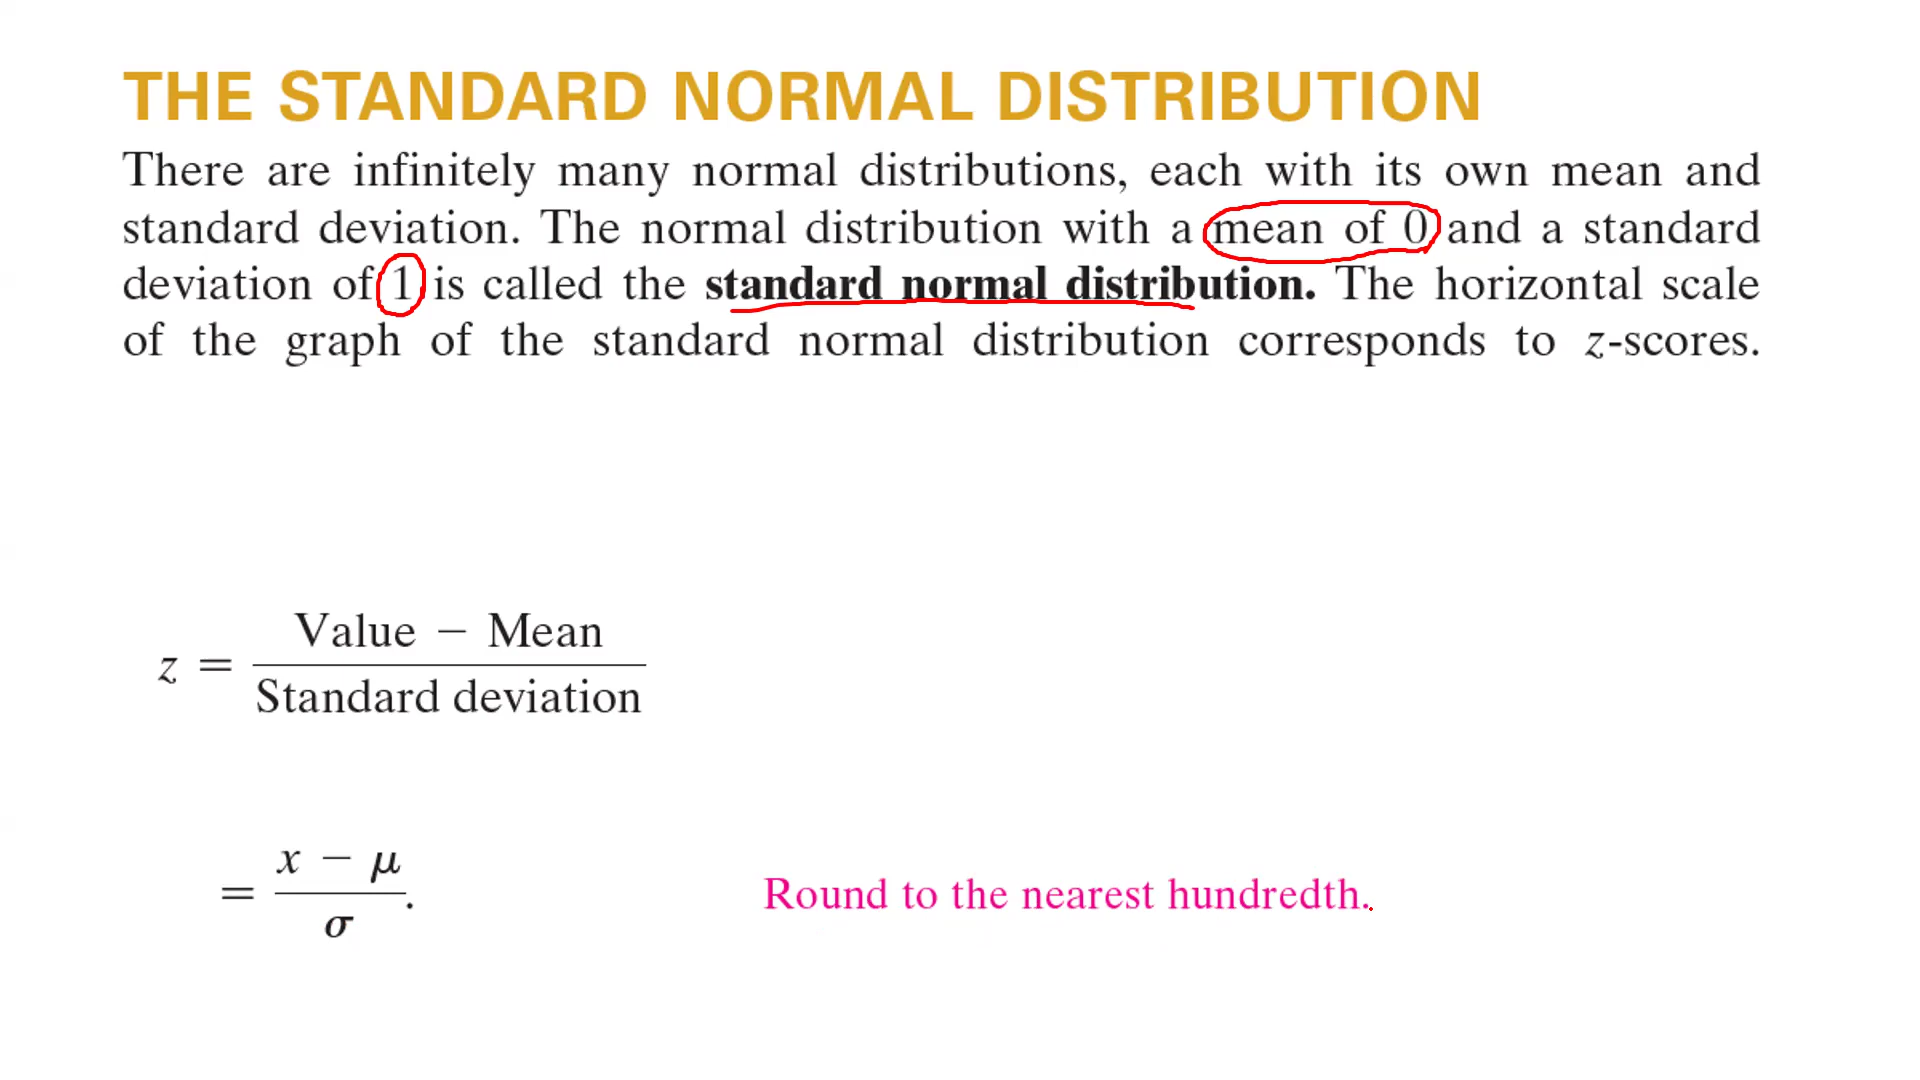 THE STANDARD NORMAL DISTRIBUTION
There are infinitely many normal distributions, each with its own mean and
standard deviation. The normal distribution with a mean of 0 and a standard
deviation of 1 is called the standard normal distribution. The horizontal scale
of the graph of the standard normal distribution corresponds to z-scores.
Value − Mean
z =
Standard deviation
x − μ
= .
σ
Round to the nearest hundredth.